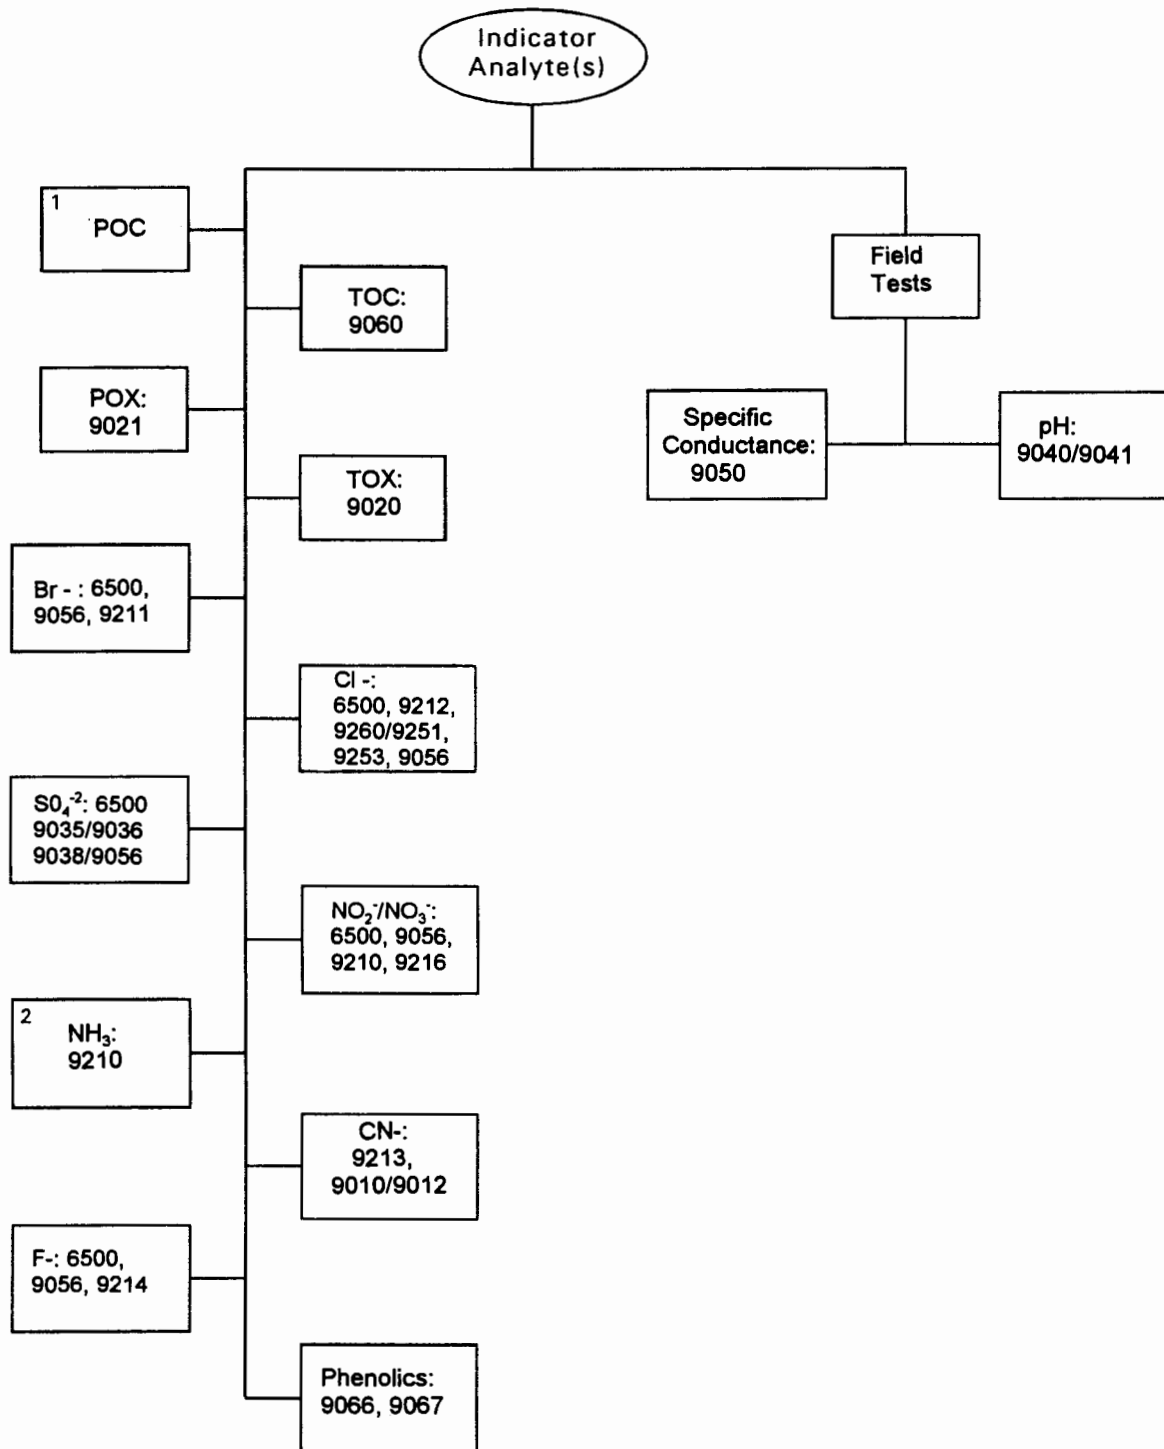 Indicator
Analyte(s)
1
POC
Field
Tests
TOC:
9060
POX:
9021
Specific
Conductance:
9050
pH:
9040/9041
TOX:
9020
Br - : 6500,
9056, 9211
Cl -:
6500, 9212,
9260/9251,
9253, 9056
S0₄⁻²: 6500
9035/9036
9038/9056
NO₂⁻/NO₃⁻:
6500, 9056,
9210, 9216
2
NH₃:
9210
CN-:
9213,
9010/9012
F-: 6500,
9056, 9214
Phenolics:
9066, 9067